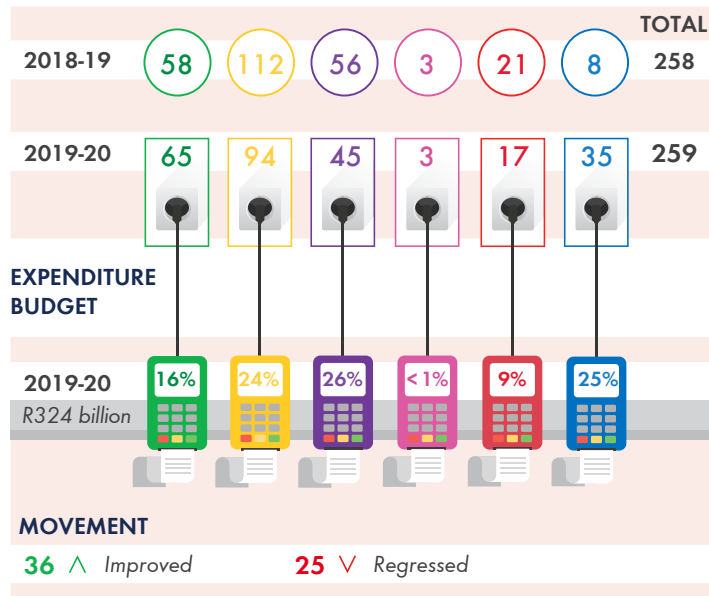 TOTAL
2018-19 58 112 56 3 21 8 258
2019-20 65 94 45 3 17 35 259
EXPENDITURE
BUDGET
2019-20 16% 24% 26% <1% 9% 25%
R324 billion
MOVEMENT
36 Improved 25 Regressed